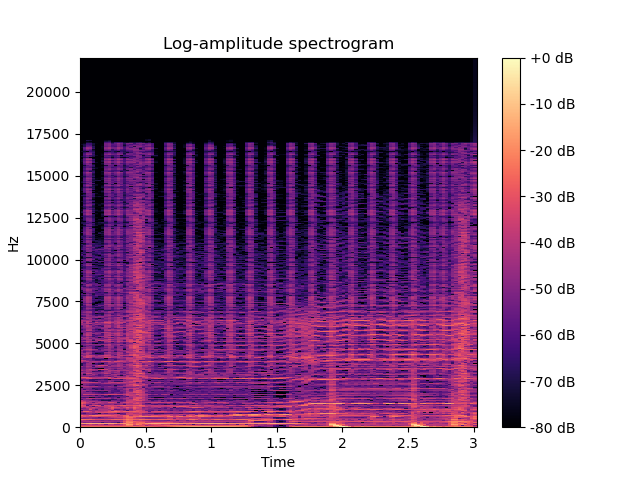 Log-amplitude spectrogram
Hz
20000
17500
15000
12500
10000
7500
5000
2500
0
0
0.5
1
1.5
2
2.5
3
Time
+0 dB
-10 dB
-20 dB
-30 dB
-40 dB
-50 dB
-60 dB
-70 dB
-80 dB